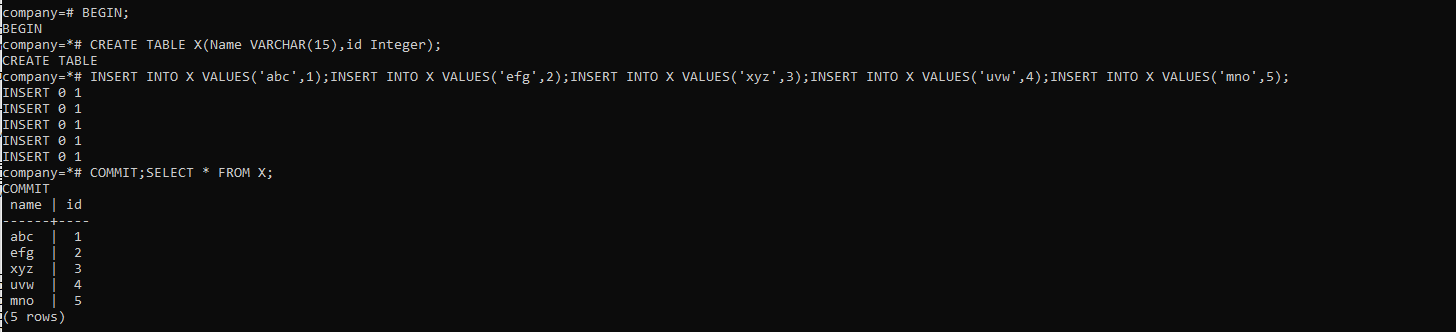 company=# BEGIN;
BEGIN
company=*# CREATE TABLE X(Name VARCHAR(15),id Integer);
CREATE TABLE
company=*# INSERT INTO X VALUES('abc',1);INSERT INTO X VALUES('efg',2);INSERT INTO X VALUES('xyz',3);INSERT INTO X VALUES('uvw',4);INSERT INTO X VALUES('mno',5);
INSERT 0 1
INSERT 0 1
INSERT 0 1
INSERT 0 1
INSERT 0 1
company=*# COMMIT;SELECT * FROM X;
COMMIT
 name | id
------+----
 abc  |  1
 efg  |  2
 xyz  |  3
 uvw  |  4
 mno  |  5
(5 rows)